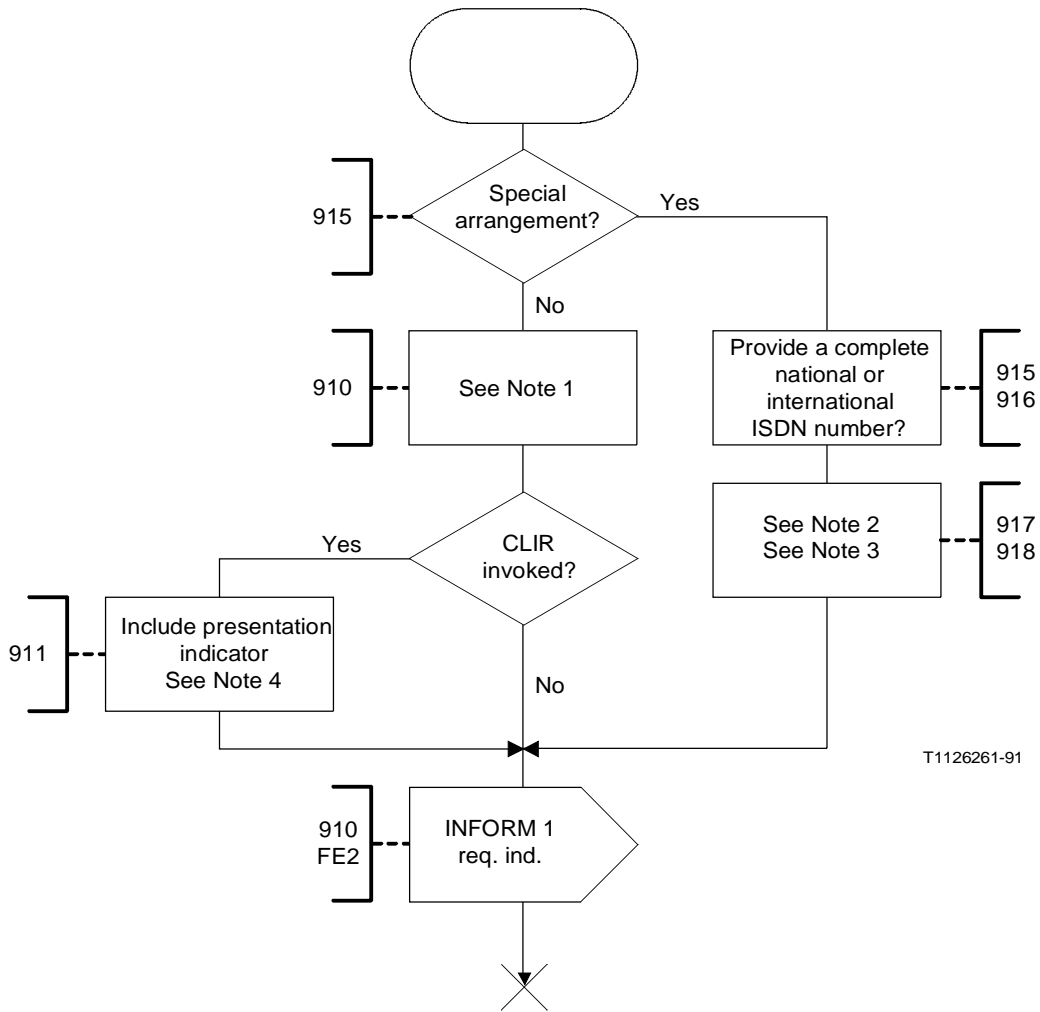 Special
arrangement?
915
Yes
No
910
See Note 1
Provide a complete
national or
international
ISDN number?
915
916
CLIR
invoked?
Yes
See Note 2
See Note 3
917
918
911
Include presentation
indicator
See Note 4
No
T1126261-91
910
FE2
INFORM 1
req. ind.